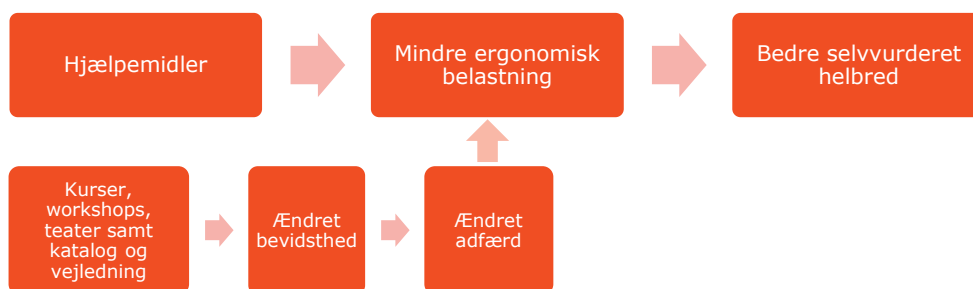 Hjælpemidler
Mindre ergonomisk
belastning
Bedre selvvurderet
helbred
Kurser,
workshops,
teater samt
katalog og
vejledning
Ændret
bevidsthed
Ændret
adfærd